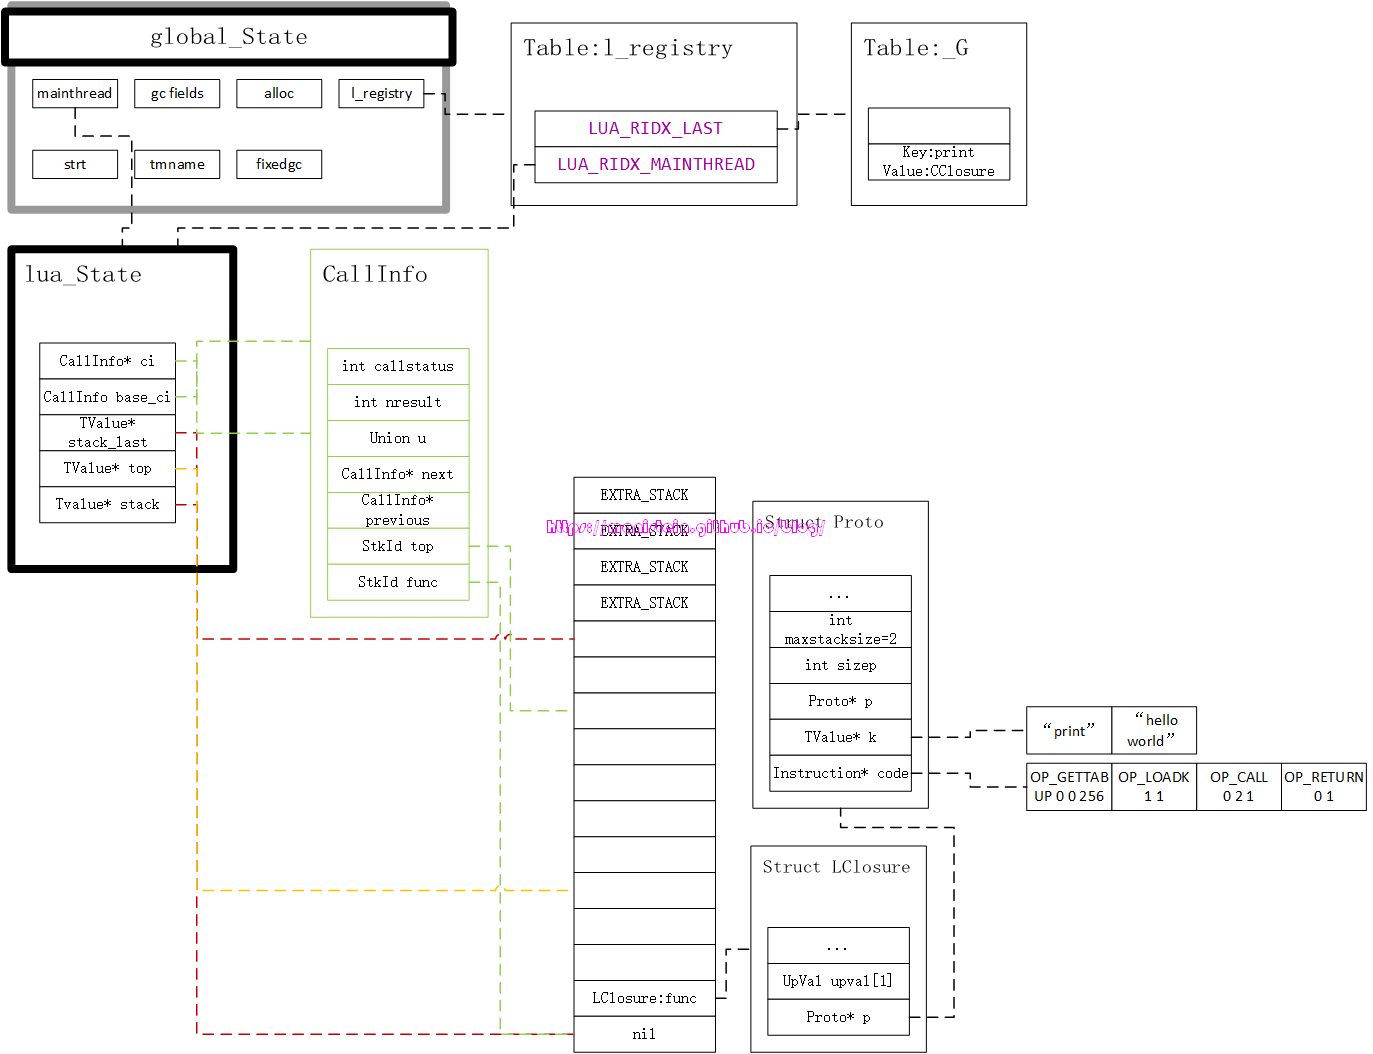 global_State
mainthread
gc fields
alloc
l_registry
strt
tmname
fixedgc
Table:l_registry
LUA_RIDX_LAST
LUA_RIDX_MAINTHREAD
Table:_G
Key:print
Value:CClosure
lua_State
CallInfo* ci
CallInfo base_ci
TValue*
stack_last
TValue* top
Tvalue* stack
CallInfo
int callstatus
int nresult
Union u
CallInfo* next
CallInfo*
previous
StkId top
StkId func
EXTRA_STACK
EXTRA_STACK
EXTRA_STACK
EXTRA_STACK
LClosure:func
nil
Struct Proto
...
int
maxstacksize=2
int sizep
Proto* p
TValue* k
Instruction* code
“print”
“hello
world”
OP_GETTAB
UP 0 0 256
OP_LOADK
1 1
OP_CALL
0 2 1
OP_RETURN
0 1
Struct LClosure
...
UpVal upval[1]
Proto* p